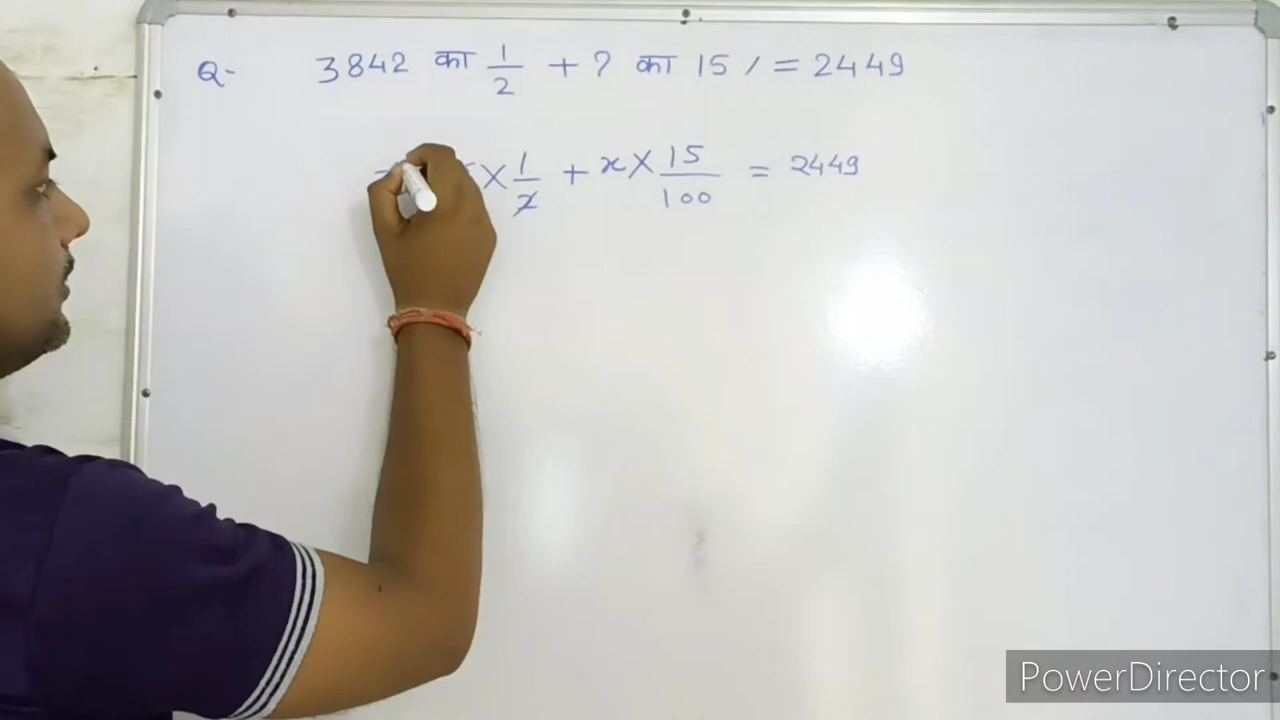 Q- 3842 का 1/2 + ? का 15 / = 2449
× 1/2 + x × 15/100 = 2449
PowerDirector